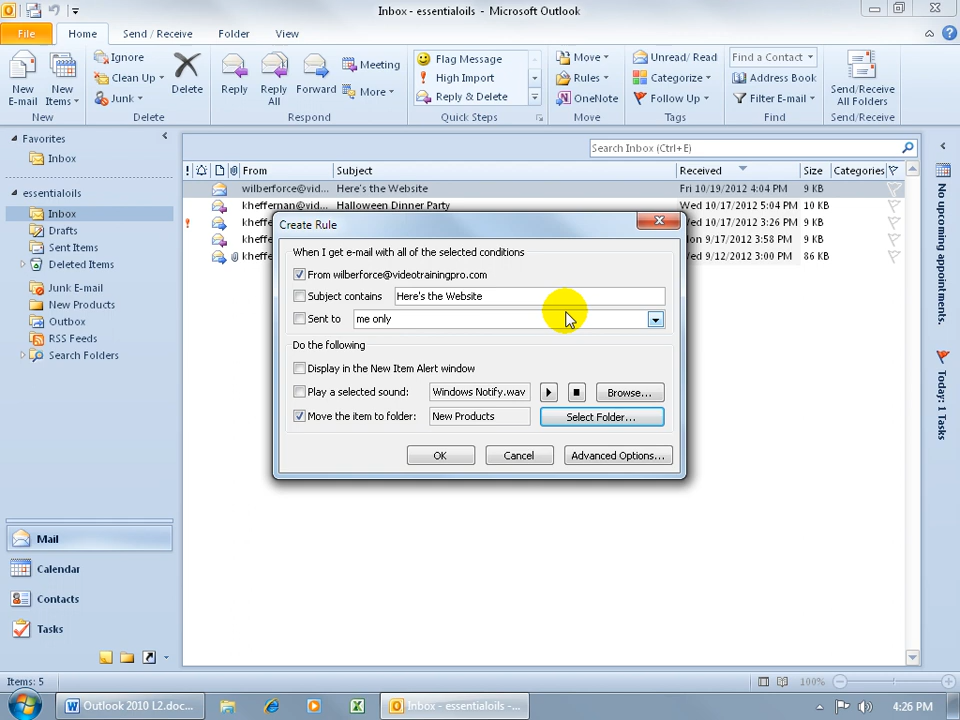 Inbox - essentialoils - Microsoft Outlook
File Home Send / Receive Folder View
New E-mail
New Items
New
Ignore
Clean Up
Junk
Delete
Delete
Reply
Reply All
Forward
Meeting
More
Respond
Flag Message
High Import
Reply & Delete
Quick Steps
Move
Rules
OneNote
Move
Unread/ Read
Categorize
Follow Up
Tags
Find a Contact
Address Book
Filter E-mail
Find
Send/Receive All Folders
Send/Receive
Favorites
Inbox
essentialoils
Inbox
Drafts
Sent Items
Deleted Items
Junk E-mail
New Products
Outbox
RSS Feeds
Search Folders
Mail
Calendar
Contacts
Tasks
Search Inbox (Ctrl+E)
From Subject Received Size Categories
wilberforce@vid... Here's the Website Fri 10/19/2012 4:04 PM 9 KB
kheffernan@vid... Halloween Dinner Party Wed 10/17/2012 5:04 PM 10 KB
kheffe Wed 10/17/2012 3:26 PM 9 KB
kheffe on 9/17/2012 3:58 PM 9 KB
kheffe Wed 9/12/2012 3:00 PM 86 KB
Create Rule
When I get e-mail with all of the selected conditions
From wilberforce@videotrainingpro.com
Subject contains Here's the Website
Sent to me only
Do the following
Display in the New Item Alert window
Play a selected sound: Windows Notify.wav Browse...
Move the item to folder: New Products Select Folder...
OK Cancel Advanced Options...
No upcoming appointments.
Today: 1 Tasks
Items: 5
100%
Outlook 2010 L2.doc...
Inbox - essentialoils -...
4:26 PM